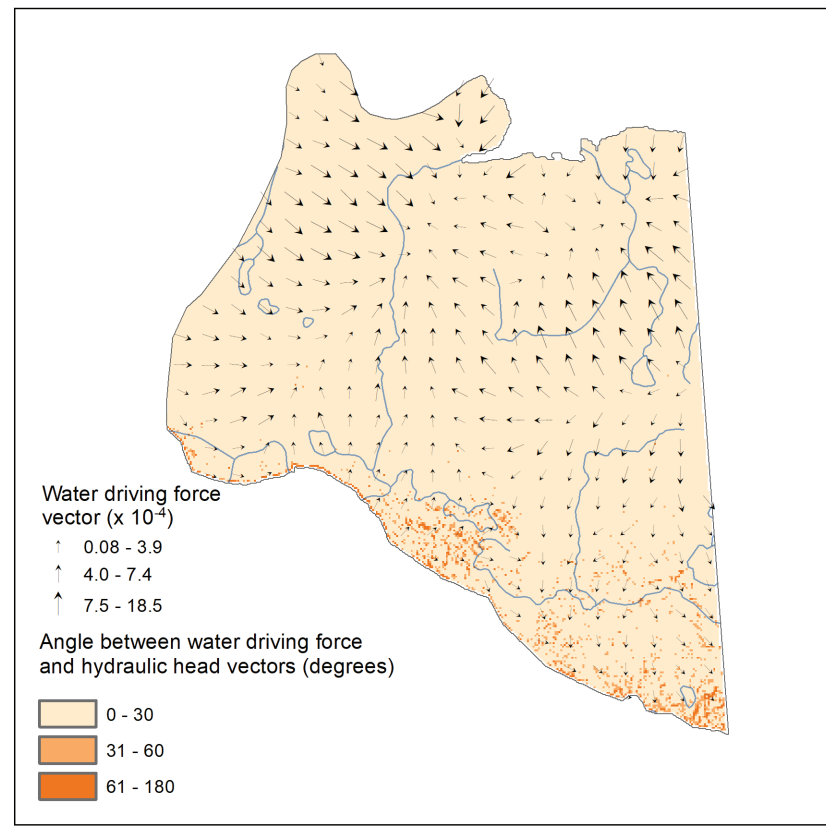 Water driving force
vector (x 10-4)
0.08 - 3.9
4.0 - 7.4
7.5 - 18.5
Angle between water driving force
and hydraulic head vectors (degrees)
0 - 30
31 - 60
61 - 180